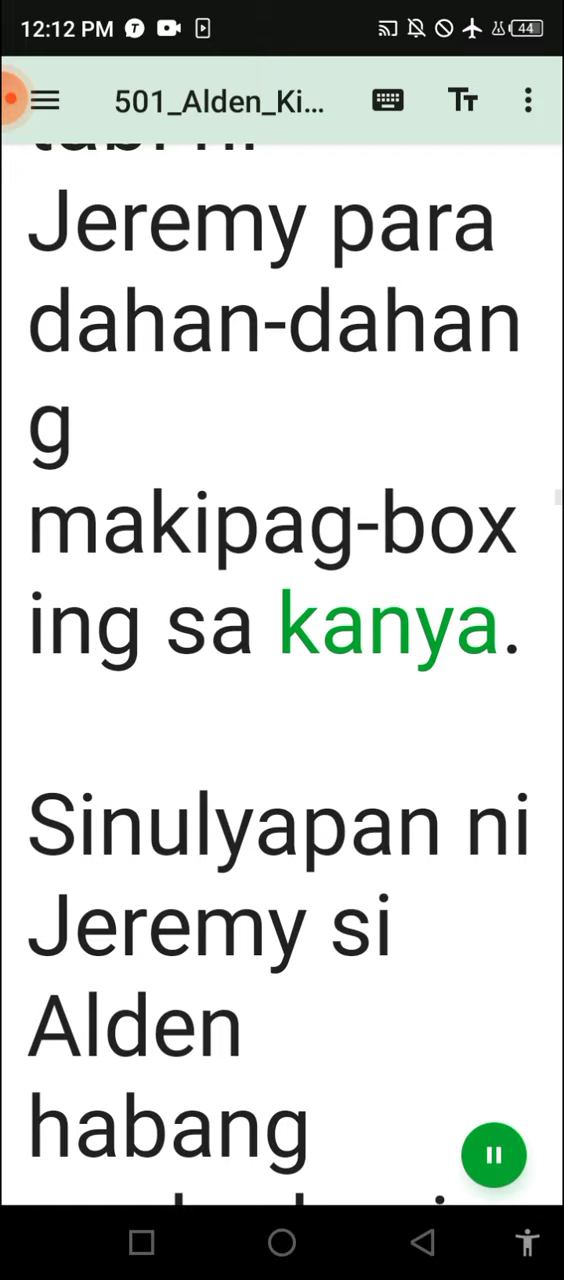 12:12 PM
44
501_Alden_Ki...
Jeremy para
dahan-dahan
g
makipag-box
ing sa kanya.
Sinulyapan ni
Jeremy si
Alden
habang